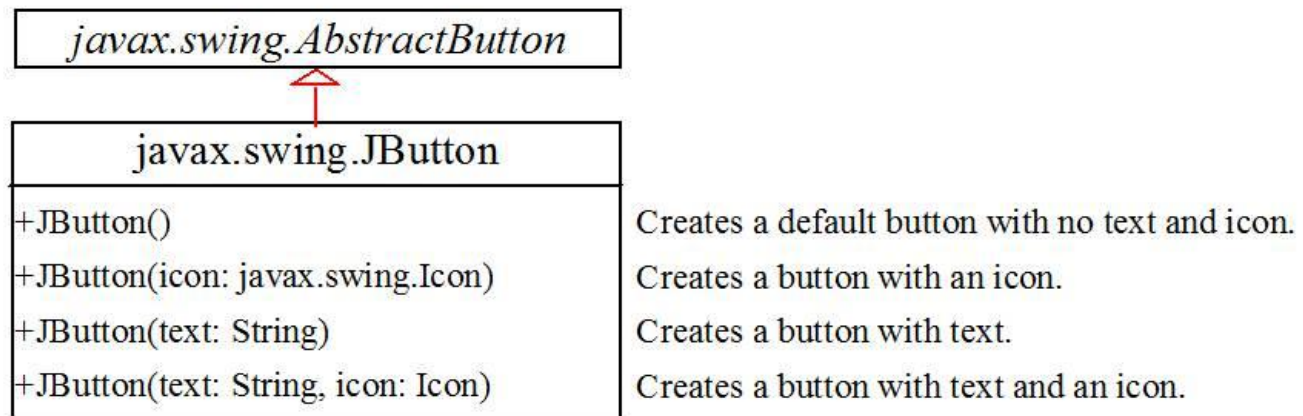 javax.swing.AbstractButton
javax.swing.JButton
+JButton() Creates a default button with no text and icon.
+JButton(icon: javax.swing.Icon) Creates a button with an icon.
+JButton(text: String) Creates a button with text.
+JButton(text: String, icon: Icon) Creates a button with text and an icon.